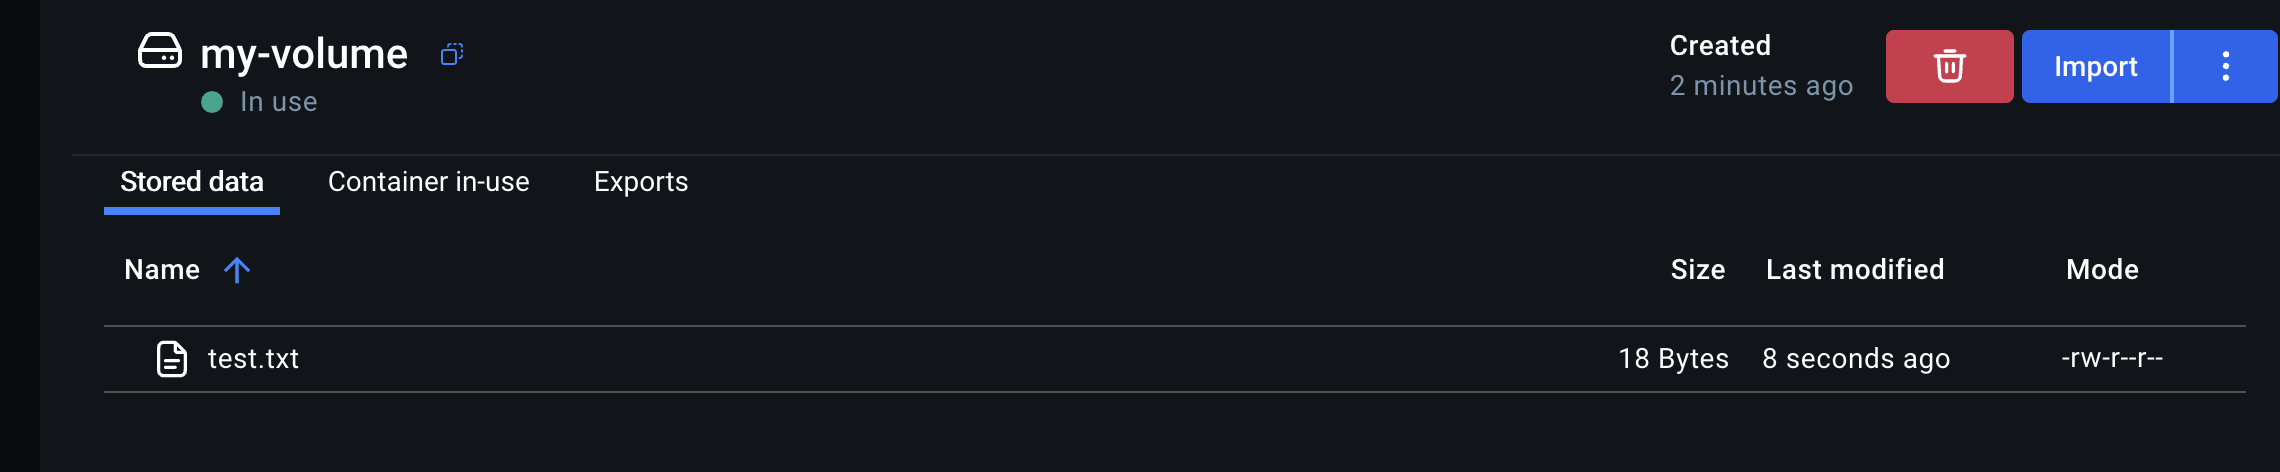 my-volume
In use
Created
2 minutes ago
Import
Stored data
Container in-use
Exports
Name
Size
Last modified
Mode
test.txt
18 Bytes
8 seconds ago
-rw-r--r--